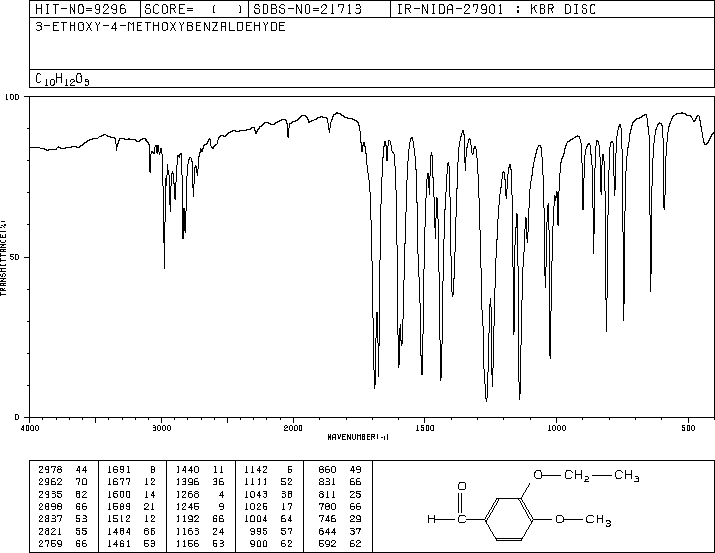 HIT-NO=9296 SCORE= ( ) SDBS-NO=21713 IR-NIDA-27901 : KBR DISC
3-ETHOXY-4-METHOXYBENZALDEHYDE
C10H12O3
100
50
0
TRANSMITTANCE(%)
4000 3000 2000 1500 1000 500
WAVENUMBER(-1)
2978 44 1691 8 1440 11 1142 5 860 49
2962 70 1677 12 1396 36 1111 52 831 66
2935 62 1600 14 1268 4 1043 38 811 25
2898 66 1589 21 1245 9 1026 17 780 66
2837 53 1512 12 1192 66 1004 64 746 29
2821 55 1484 66 1163 24 995 57 644 37
2759 66 1461 53 1156 53 900 62 592 62
O CH2 CH3
O
H O CH3